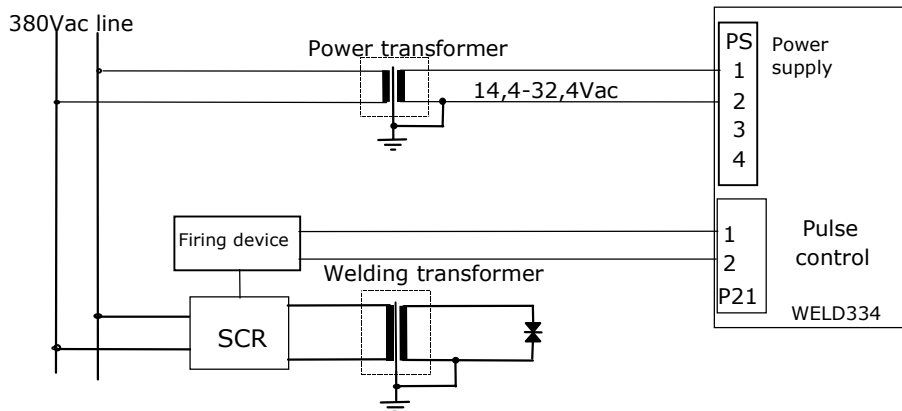 380Vac line
Power transformer
14,4-32,4Vac
PS
1
2
3
4
Power
supply
Firing device
Welding transformer
SCR
1
2
P21
Pulse
control
WELD334